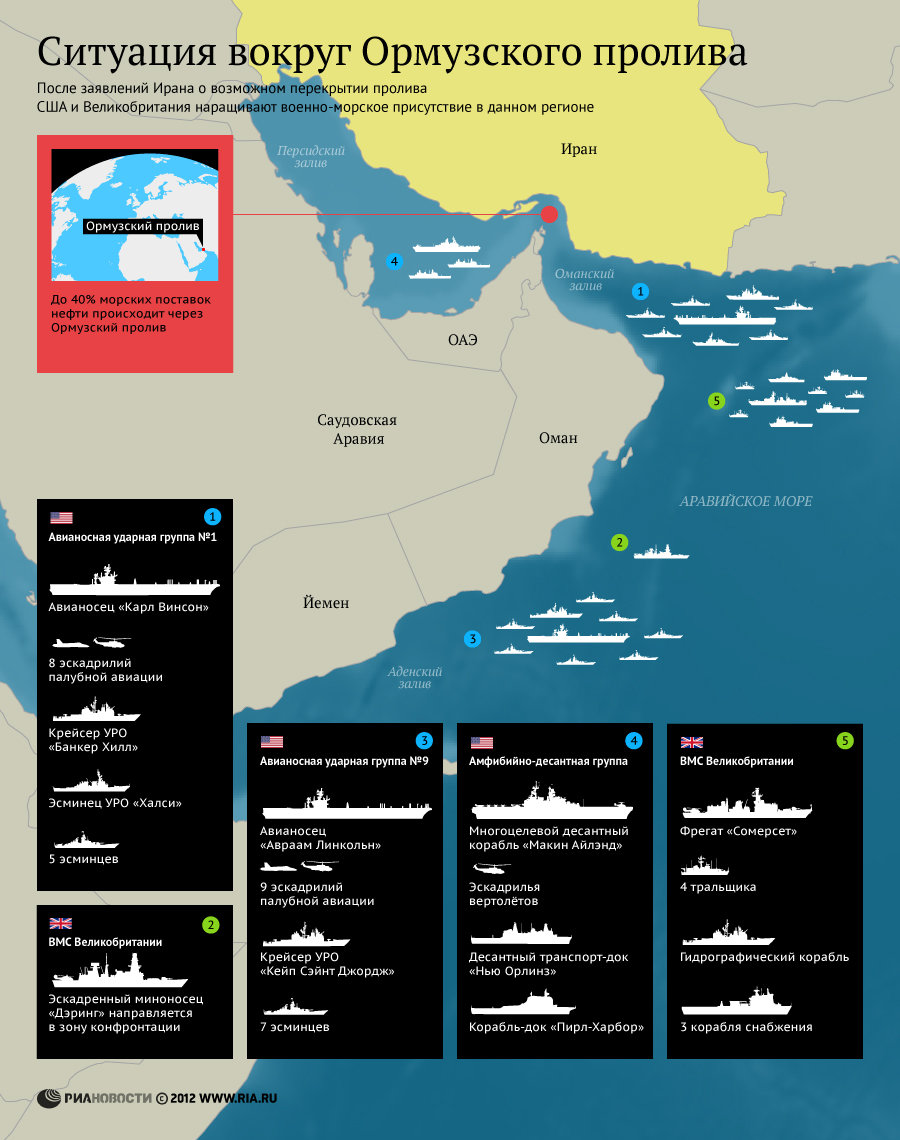 Ситуация вокруг Ормузского пролива
После заявлений Ирана о возможном перекрытии пролива
США и Великобритания наращивают военно-морское присутствие в данном регионе
Ормузский пролив
До 40% морских поставок
нефти происходит через
Ормузский пролив
Персидский
залив
Иран
4
Оманский
залив
1
ОАЭ
5
Саудовская
Аравия
Оман
АРАВИЙСКОЕ МОРЕ
2
Йемен
3
Аденский
залив
1
Авианосная ударная группа №1
Авианосец «Карл Винсон»
8 эскадрилий
палубной авиации
Крейсер УРО
«Банкер Хилл»
Эсминец УРО «Халси»
5 эсминцев
2
ВМС Великобритании
Эскадренный миноносец
«Дэринг» направляется
в зону конфронтации
3
Авианосная ударная группа №9
Авианосец
«Авраам Линкольн»
9 эскадрилий
палубной авиации
Крейсер УРО
«Кейп Сэйнт Джордж»
7 эсминцев
4
Амфибийно-десантная группа
Многоцелевой десантный
корабль «Макин Айлэнд»
Эскадрилья
вертолётов
Десантный транспорт-док
«Нью Орлинз»
Корабль-док «Пирл-Харбор»
5
ВМС Великобритании
Фрегат «Сомерсет»
4 тральщика
Гидрографический корабль
3 корабля снабжения
РИАНОВОСТИ © 2012 WWW.RIA.RU